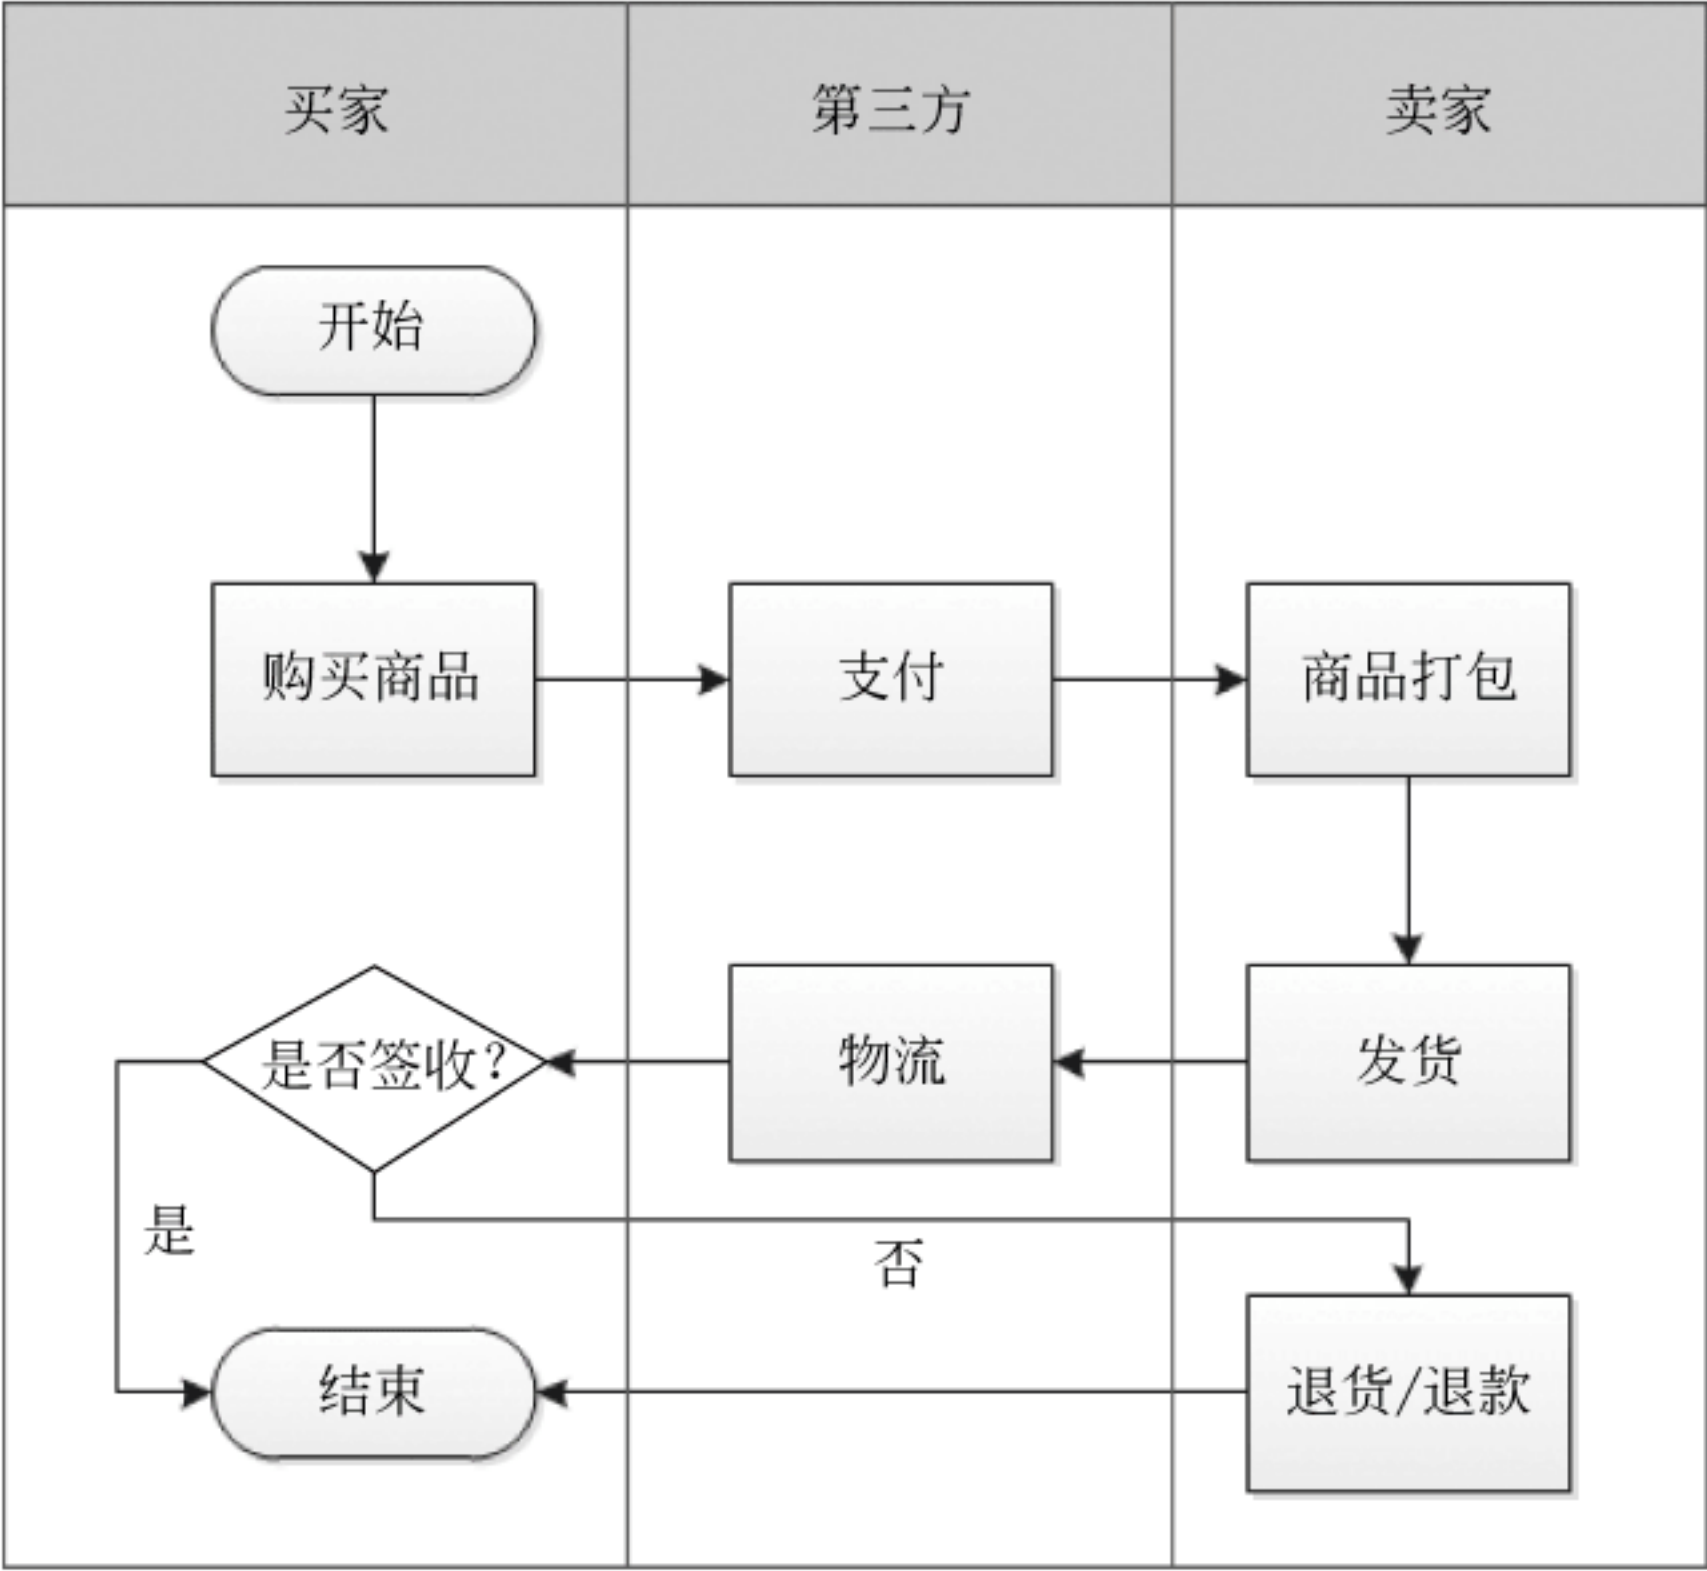 买家
第三方
卖家
开始
购买商品
支付
商品打包
是否签收?
物流
发货
是
否
结束
退货/退款